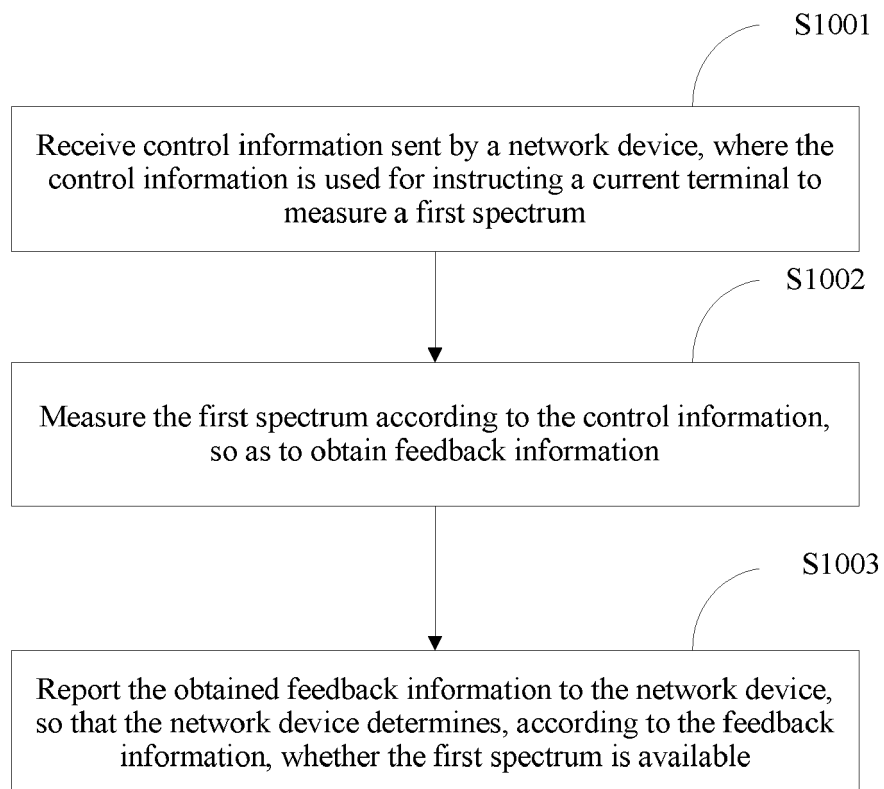 S1001
Receive control information sent by a network device, where the
control information is used for instructing a current terminal to
measure a first spectrum
S1002
Measure the first spectrum according to the control information,
so as to obtain feedback information
S1003
Report the obtained feedback information to the network device,
so that the network device determines, according to the feedback
information, whether the first spectrum is available